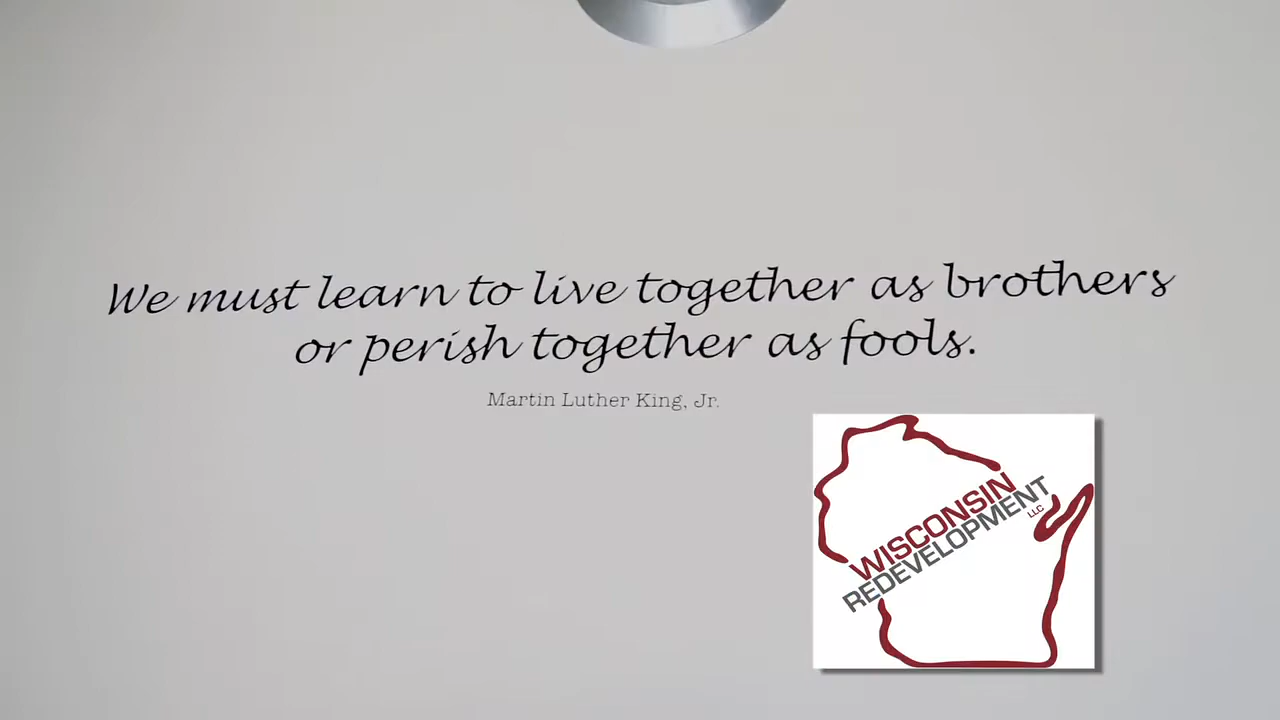 We must learn to live together as brothers
or perish together as fools.
Martin Luther King, Jr.
WISCONSIN
REDEVELOPMENT
LLC